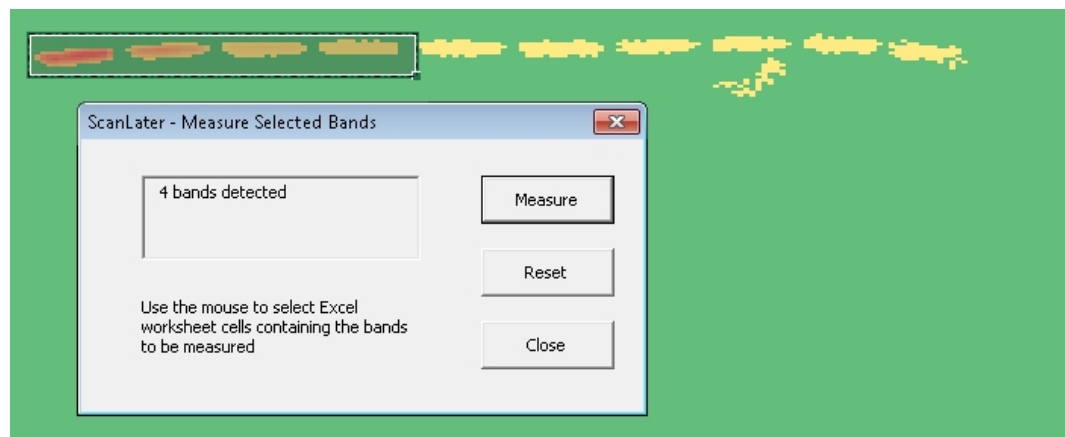 ScanLater - Measure Selected Bands
4 bands detected
Measure
Reset
Use the mouse to select Excel
worksheet cells containing the bands
to be measured
Close